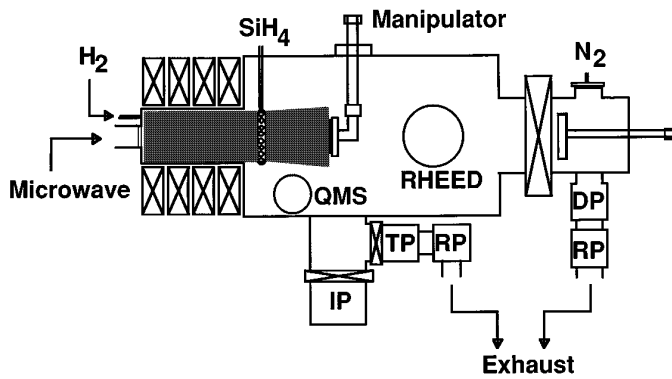 Manipulator
SiH4
H2
N2
Microwave
QMS
RHEED
TP
RP
DP
RP
IP
Exhaust